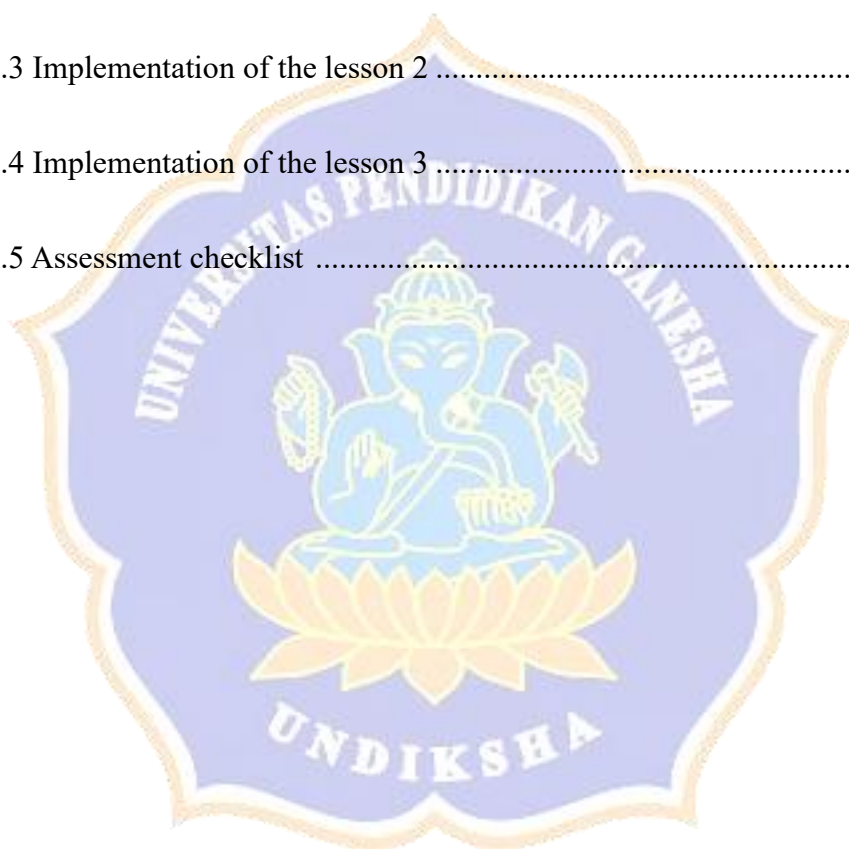 .3 Implementation of the lesson 2 ....................................................
.4 Implementation of the lesson 3 ....................................................
.5 Assessment checklist ...................................................................
UNIVERSITAS PENDIDIKAN GANESHA
UNDIKSHA